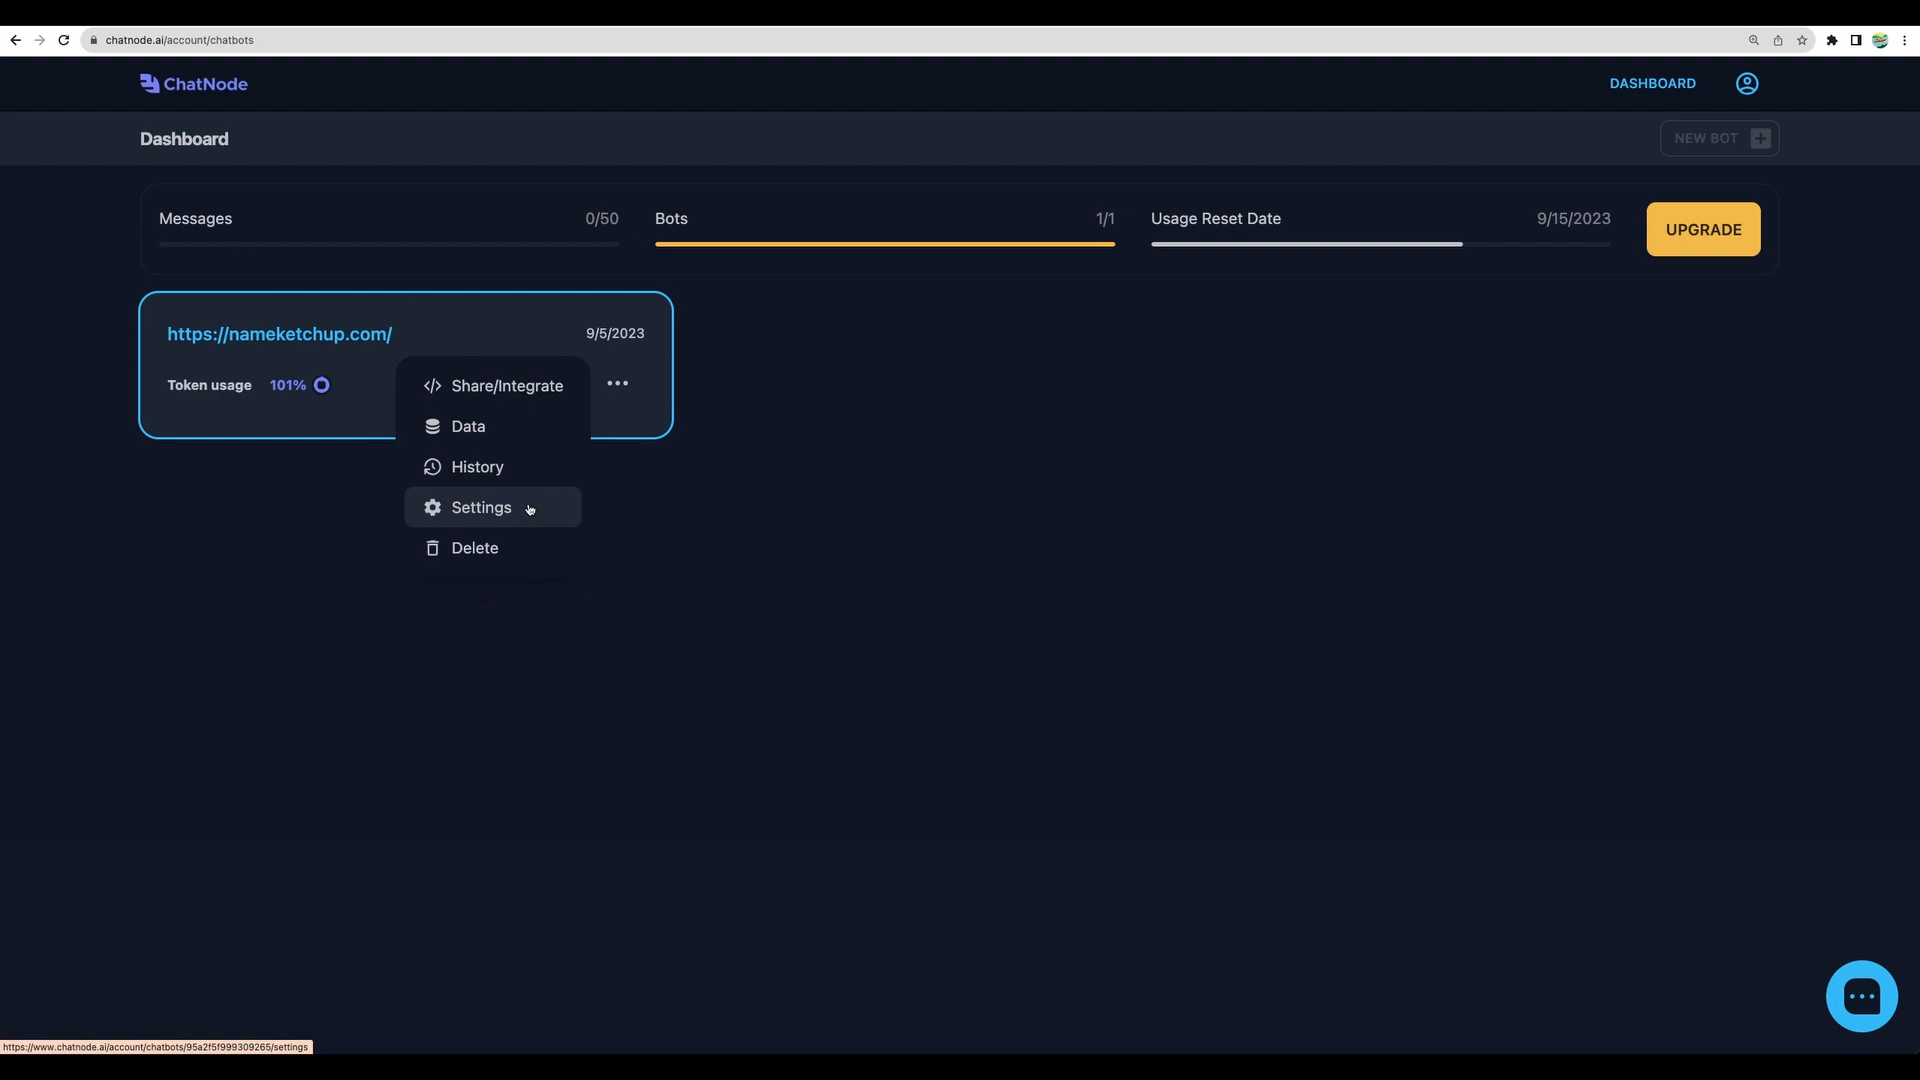 chatnode.ai/account/chatbots
ChatNode
DASHBOARD
Dashboard
NEW BOT
Messages 0/50
Bots 1/1
Usage Reset Date 9/15/2023
UPGRADE
https://nameketchup.com/ 9/5/2023
Token usage 101%
Share/Integrate
Data
History
Settings
Delete
https://www.chatnode.ai/account/chatbots/95a2f5f999309265/settings